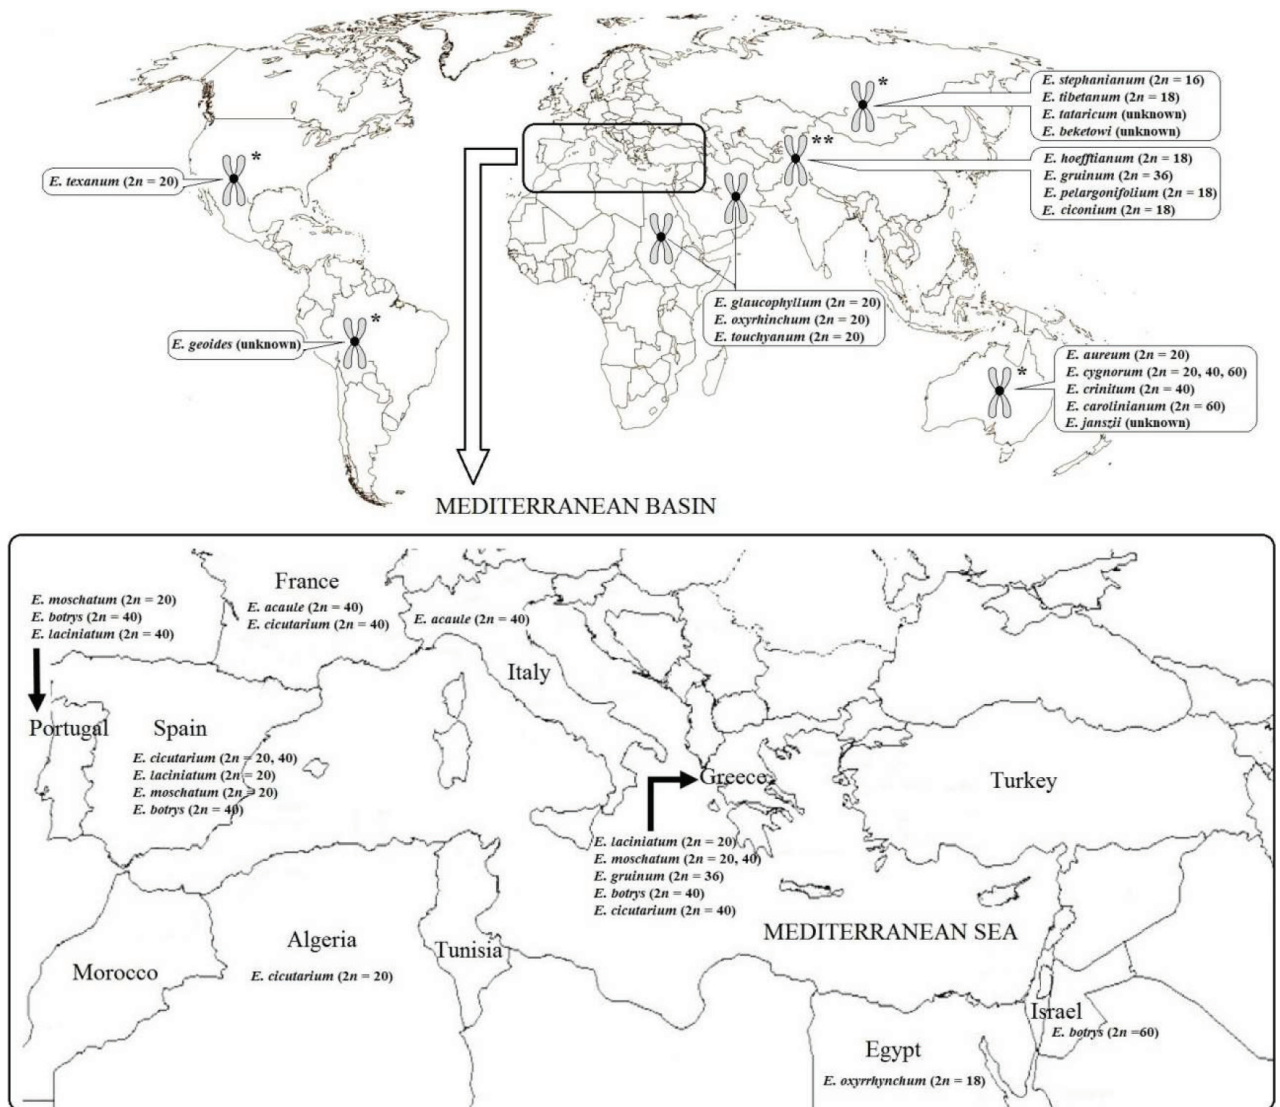 *
E. stephanianum (2n = 16)
E. tibetanum (2n = 18)
E. tataricum (unknown)
E. beketowi (unknown)
**
E. hoefftianum (2n = 18)
E. gruinum (2n = 36)
E. pelargonifolium (2n = 18)
E. ciconium (2n = 18)
*
E. texanum (2n = 20)
E. glaucophyllum (2n = 20)
E. oxyrhinchum (2n = 20)
E. touchyanum (2n = 20)
*
E. geoides (unknown)
*
E. aureum (2n = 20)
E. cygnorum (2n = 20, 40, 60)
E. crinitum (2n = 40)
E. carolinianum (2n = 60)
E. janszii (unknown)
MEDITERRANEAN BASIN
E. moschatum (2n = 20)
E. botrys (2n = 40)
E. laciniatum (2n = 40)
Portugal
France
E. acaule (2n = 40)
E. cicutarium (2n = 40)
E. acaule (2n = 40)
Italy
Spain
E. cicutarium (2n = 20, 40)
E. laciniatum (2n = 20)
E. moschatum (2n = 20)
E. botrys (2n = 40)
Greece
E. laciniatum (2n = 20)
E. moschatum (2n = 20, 40)
E. gruinum (2n = 36)
E. botrys (2n = 40)
E. cicutarium (2n = 40)
Turkey
MEDITERRANEAN SEA
Morocco
Algeria
E. cicutarium (2n = 20)
Tunisia
Israel
E. botrys (2n =60)
Egypt
E. oxyrrhynchum (2n = 18)